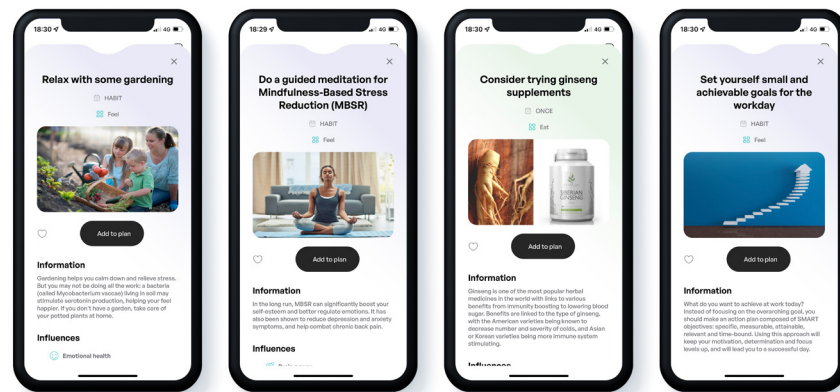 18:30
4G
Relax with some gardening
HABIT
Feel
Add to plan
Information
Gardening helps you calm down and relieve stress.
But you may not be doing all the work: a bacteria
(called Mycobacterium vaccae) living in soil may
stimulate serotonin production, helping your feel
happier. If you don't have a garden, take care of
your potted plants at home.
Influences
Emotional health
18:29
4G
Do a guided meditation for
Mindfulness-Based Stress
Reduction (MBSR)
HABIT
Feel
Add to plan
Information
In the long run, MBSR can significantly boost your
self-esteem and better regulate emotions. It has
also been shown to reduce depression and anxiety
symptoms, and help combat chronic back pain.
Influences
18:30
4G
Consider trying ginseng
supplements
ONCE
Eat
SIBERIAN
GINSENG
Add to plan
Information
Ginseng is one of the most popular herbal
medicines in the world with links to various
benefits from immunity boosting to lowering blood
sugar. Benefits are linked to the type of ginseng,
with the American varieties being known to
decrease number and severity of colds, and Asian
or Korean varieties being more immune system
stimulating.
Influences
18:30
4G
Set yourself small and
achievable goals for the
workday
HABIT
Feel
Add to plan
Information
What do you want to achieve at work today?
Instead of focusing on the overarching goal, you
should make an action plan composed of SMART
objectives: specific, measurable, attainable,
relevant and time-bound. Using this approach will
keep your motivation, determination and focus
levels up, and will lead you to a successful day.